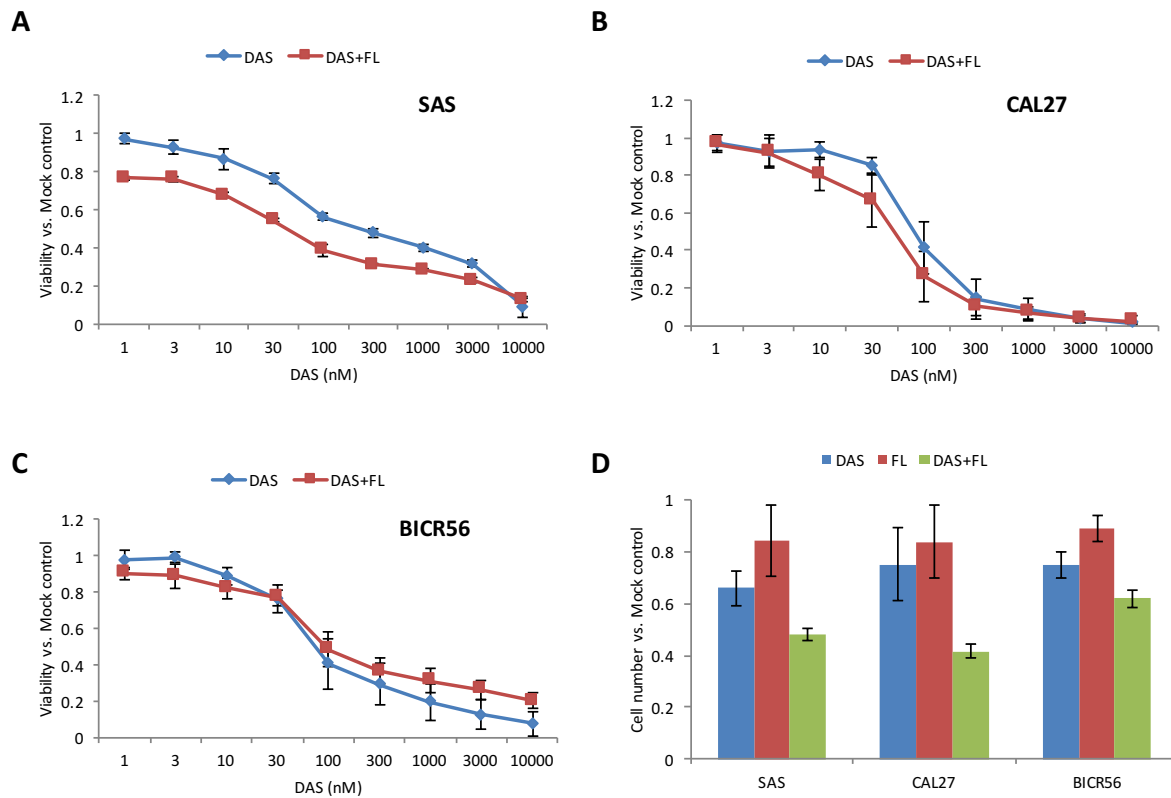 A
DAS DAS+FL
SAS
Viability vs. Mock control
1.2
1
0.8
0.6
0.4
0.2
0
1 3 10 30 100 300 1000 3000 10000
DAS (nM)
B
DAS DAS+FL
CAL27
Viability vs. Mock control
1.2
1
0.8
0.6
0.4
0.2
0
1 3 10 30 100 300 1000 3000 10000
DAS (nM)
C
DAS DAS+FL
BICR56
Viability vs. Mock control
1.2
1
0.8
0.6
0.4
0.2
0
1 3 10 30 100 300 1000 3000 10000
DAS (nM)
D
DAS FL DAS+FL
Cell number vs. Mock control
1
0.8
0.6
0.4
0.2
0
SAS CAL27 BICR56